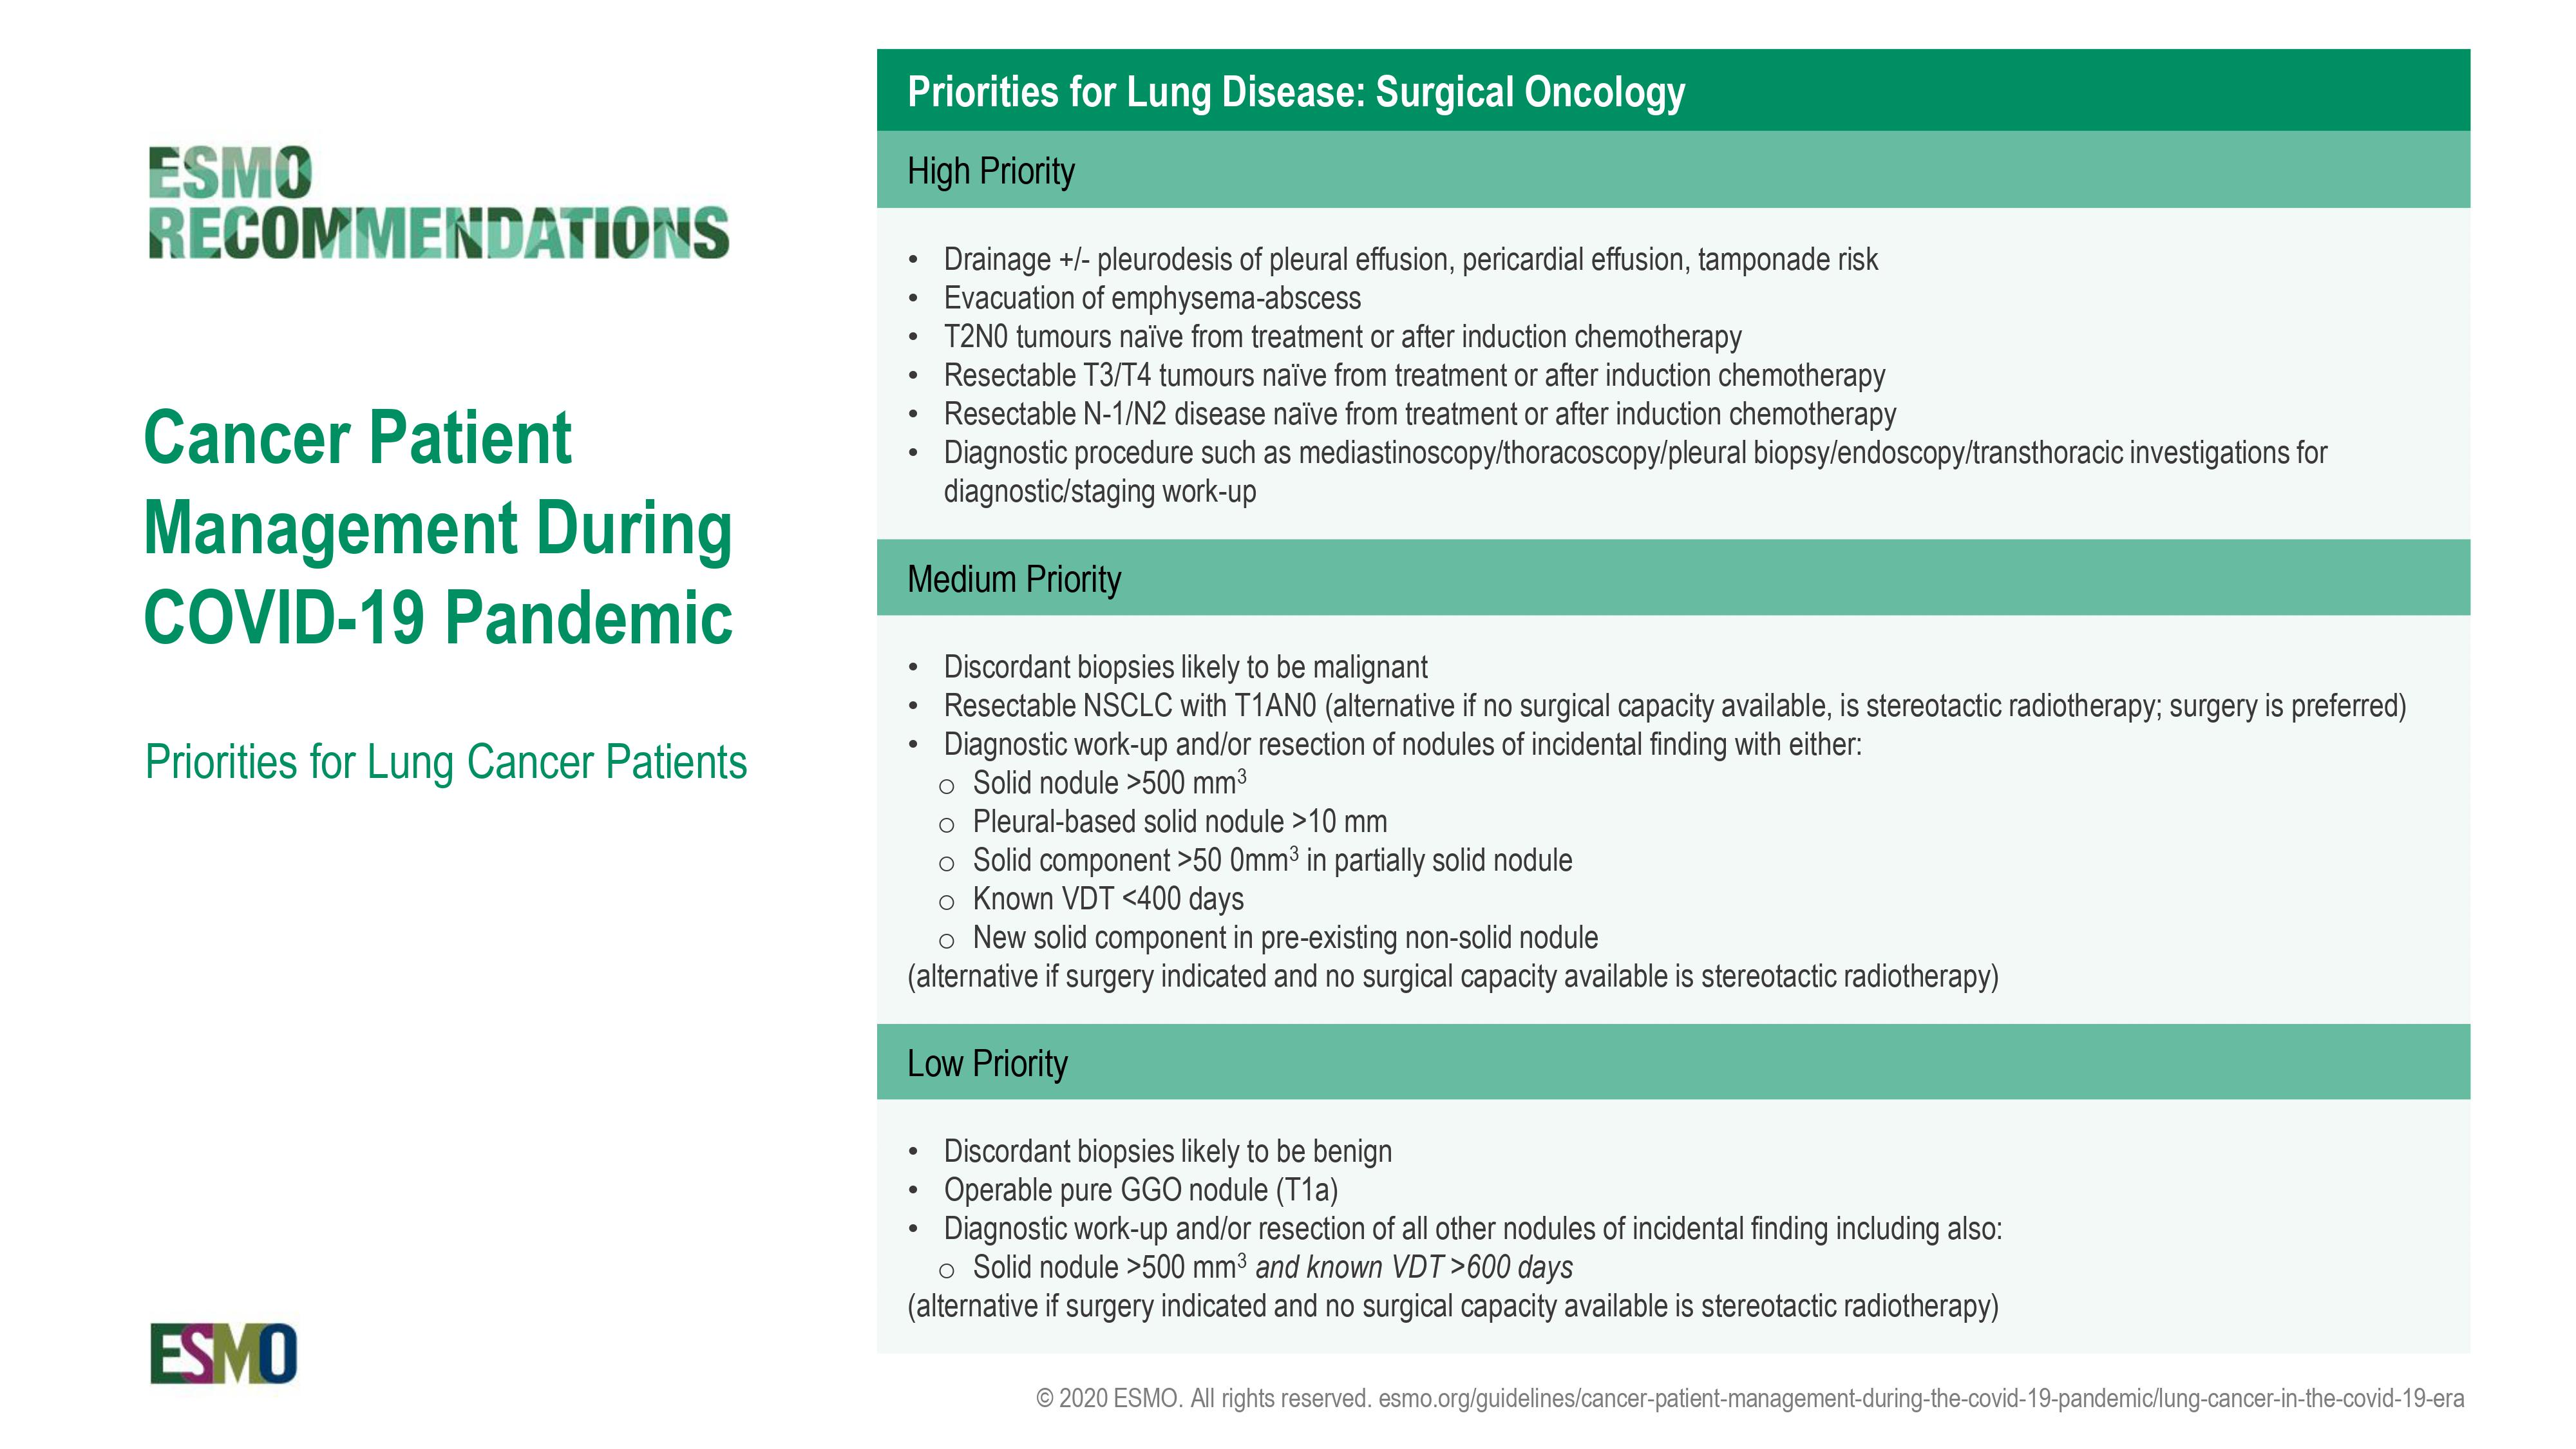 ESMO
RECOMMENDATIONS
Cancer Patient
Management During
COVID-19 Pandemic
Priorities for Lung Cancer Patients
ESMO
Priorities for Lung Disease: Surgical Oncology
High Priority
• Drainage +/- pleurodesis of pleural effusion, pericardial effusion, tamponade risk
• Evacuation of emphysema-abscess
• T2N0 tumours naïve from treatment or after induction chemotherapy
• Resectable T3/T4 tumours naïve from treatment or after induction chemotherapy
• Resectable N-1/N2 disease naïve from treatment or after induction chemotherapy
• Diagnostic procedure such as mediastinoscopy/thoracoscopy/pleural biopsy/endoscopy/transthoracic investigations for
diagnostic/staging work-up
Medium Priority
• Discordant biopsies likely to be malignant
• Resectable NSCLC with T1AN0 (alternative if no surgical capacity available, is stereotactic radiotherapy; surgery is preferred)
• Diagnostic work-up and/or resection of nodules of incidental finding with either:
o Solid nodule >500 mm³
o Pleural-based solid nodule >10 mm
o Solid component >50 0mm³ in partially solid nodule
o Known VDT <400 days
o New solid component in pre-existing non-solid nodule
(alternative if surgery indicated and no surgical capacity available is stereotactic radiotherapy)
Low Priority
• Discordant biopsies likely to be benign
• Operable pure GGO nodule (T1a)
• Diagnostic work-up and/or resection of all other nodules of incidental finding including also:
o Solid nodule >500 mm³ and known VDT >600 days
(alternative if surgery indicated and no surgical capacity available is stereotactic radiotherapy)
© 2020 ESMO. All rights reserved. esmo.org/guidelines/cancer-patient-management-during-the-covid-19-pandemic/lung-cancer-in-the-covid-19-era